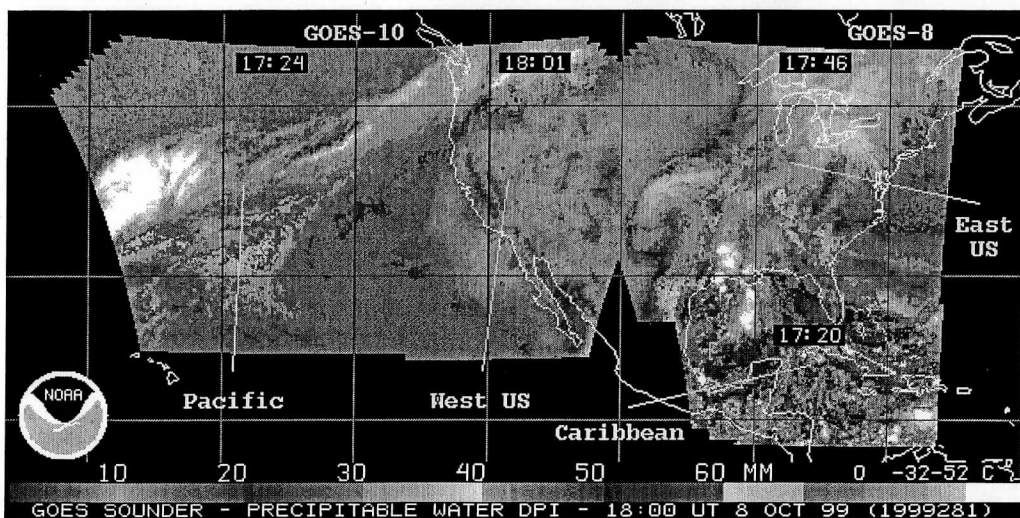 GOES-10 GOES-8
17:24 18:01 17:46
East
US
17:20
NOAA
Pacific West US
Caribbean
10 20 30 40 50 60 MM 0 -32-52 C
GOES SOUNDER - PRECIPITABLE WATER DPI - 18:00 UT 8 OCT 99 (1999281)